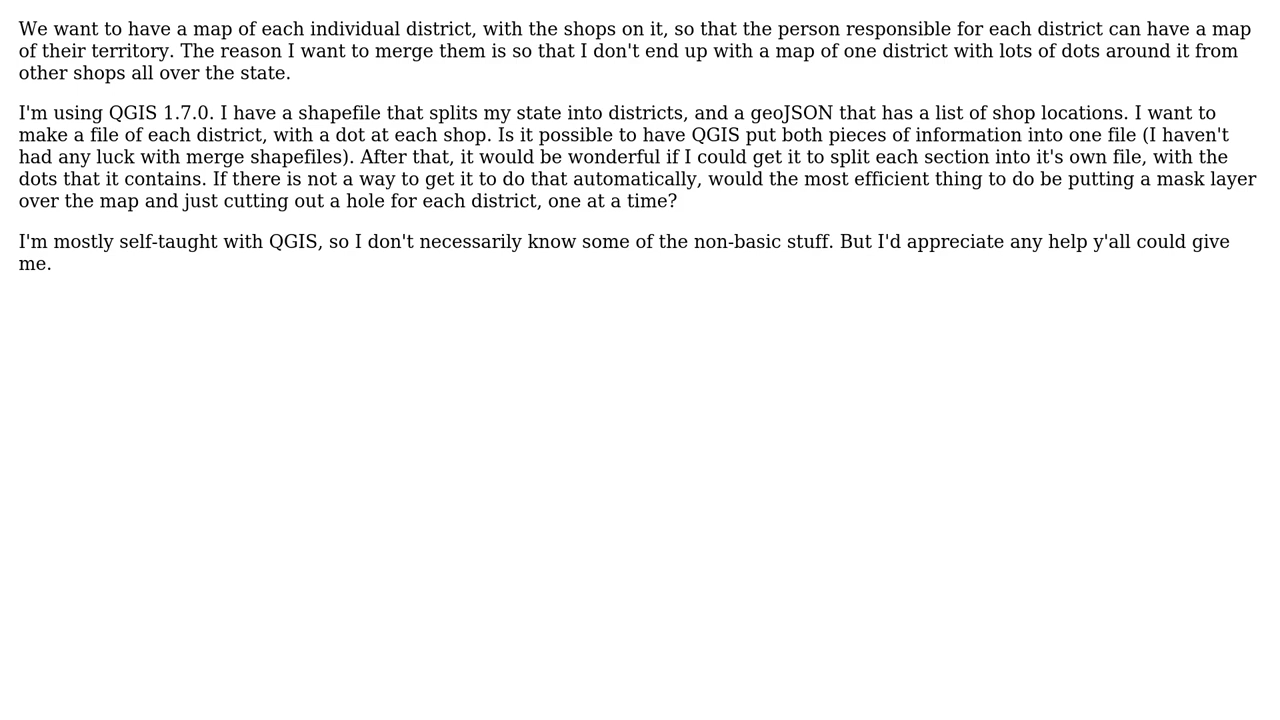 We want to have a map of each individual district, with the shops on it, so that the person responsible for each district can have a map
of their territory. The reason I want to merge them is so that I don't end up with a map of one district with lots of dots around it from
other shops all over the state.
I'm using QGIS 1.7.0. I have a shapefile that splits my state into districts, and a geoJSON that has a list of shop locations. I want to
make a file of each district, with a dot at each shop. Is it possible to have QGIS put both pieces of information into one file (I haven't
had any luck with merge shapefiles). After that, it would be wonderful if I could get it to split each section into it's own file, with the
dots that it contains. If there is not a way to get it to do that automatically, would the most efficient thing to do be putting a mask layer
over the map and just cutting out a hole for each district, one at a time?
I'm mostly self-taught with QGIS, so I don't necessarily know some of the non-basic stuff. But I'd appreciate any help y'all could give
me.